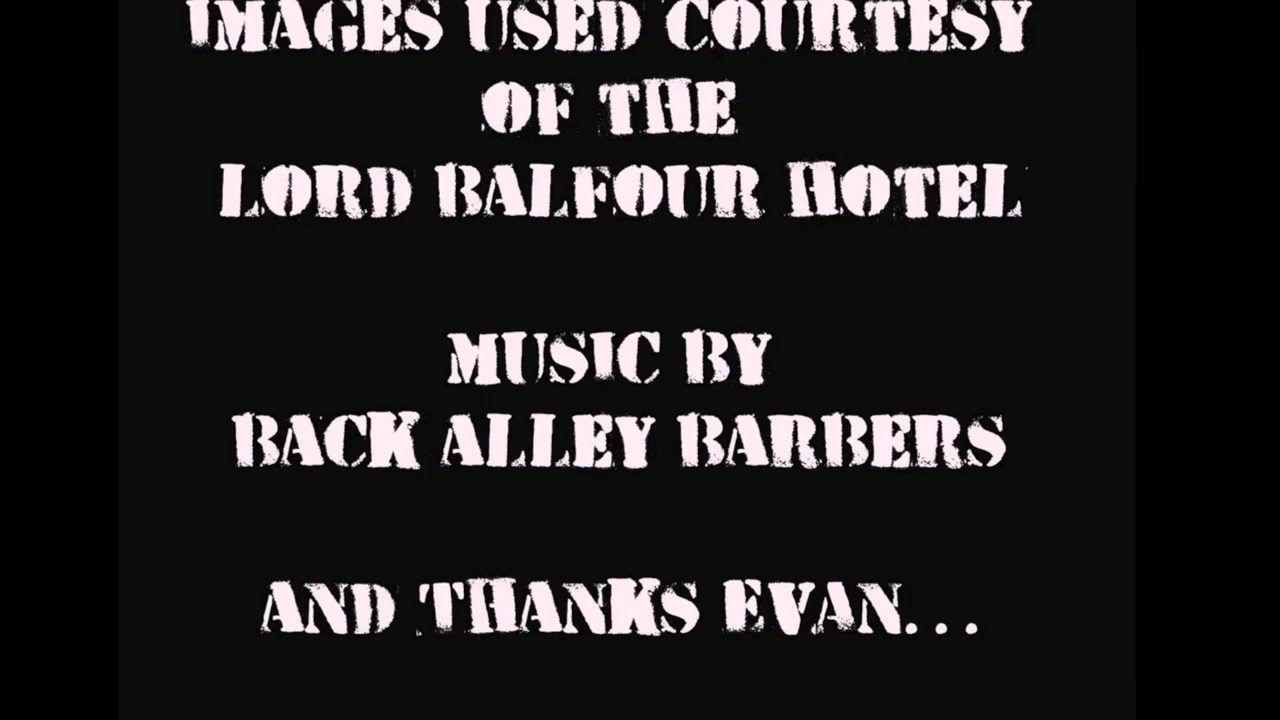 IMAGES USED COURTESY
OF THE
LORD BALFOUR HOTEL
MUSIC BY
BACK ALLEY BARBERS
AND THANKS EVAN...